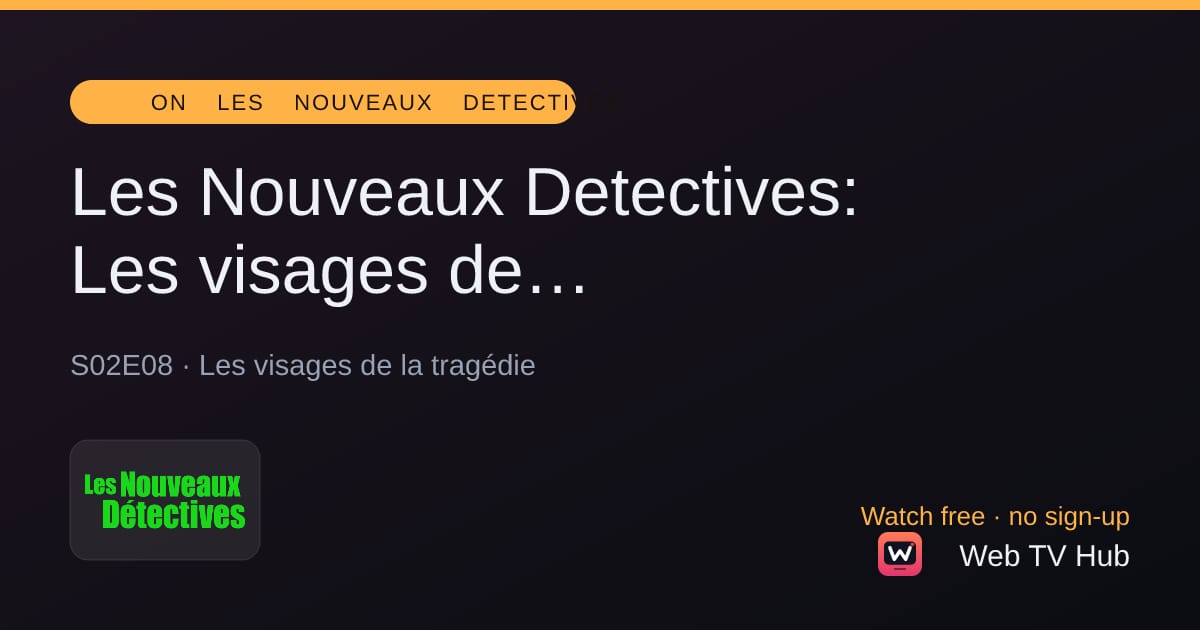 ON LES NOUVEAUX DETECTIVES
Les Nouveaux Detectives:
Les visages de…
S02E08 · Les visages de la tragédie
Les Nouveaux
Détectives
Watch free · no sign-up
W
Web TV Hub